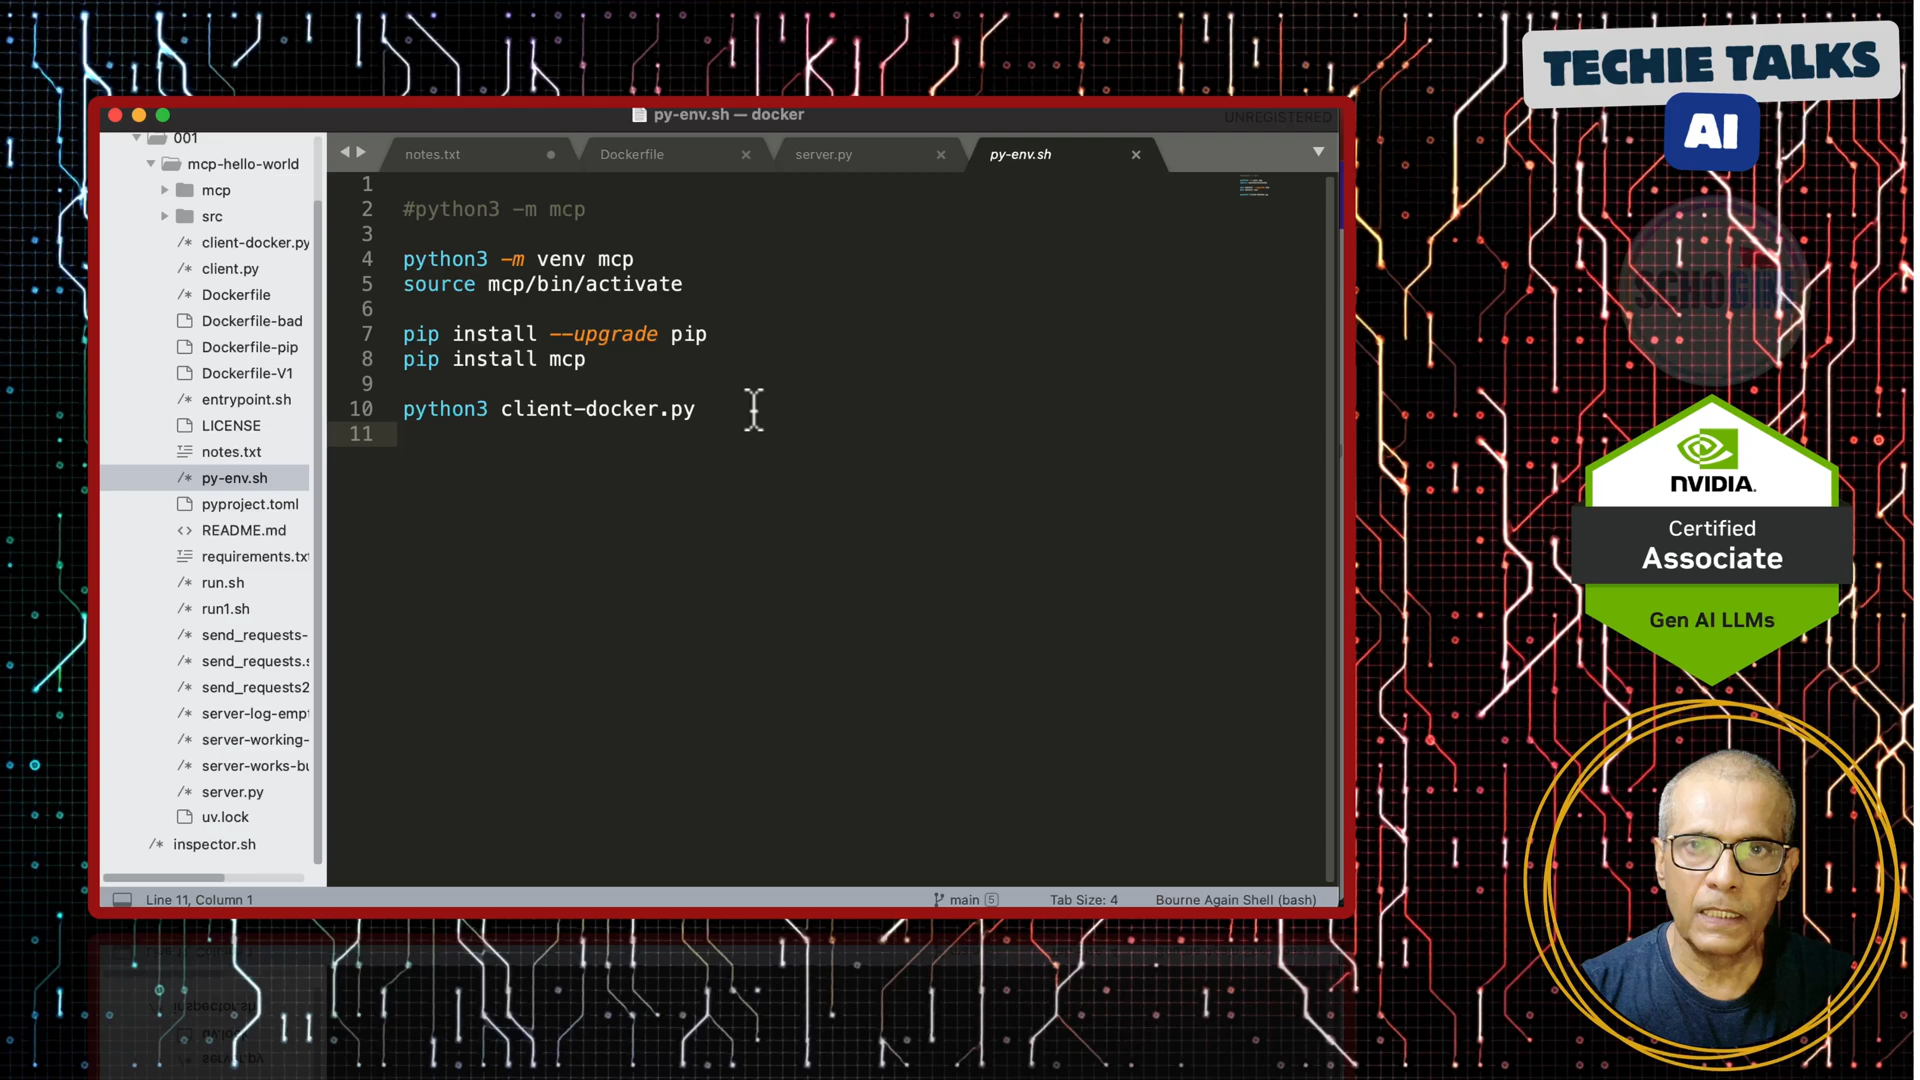 TECHIE TALKS
AI
py-env.sh — docker
UNREGISTERED
notes.txt
Dockerfile
server.py
py-env.sh
001
mcp-hello-world
mcp
src
client-docker.py
client.py
Dockerfile
Dockerfile-bad
Dockerfile-pip
Dockerfile-V1
entrypoint.sh
LICENSE
notes.txt
py-env.sh
pyproject.toml
README.md
requirements.txt
run.sh
run1.sh
send_requests-
send_requests.s
send_requests2
server-log-empt
server-working-
server-works-bu
server.py
uv.lock
inspector.sh
1
2 #python3 -m mcp
3
4 python3 -m venv mcp
5 source mcp/bin/activate
6
7 pip install --upgrade pip
8 pip install mcp
9
10 python3 client-docker.py
11
Line 11, Column 1
main 5
Tab Size: 4
Bourne Again Shell (bash)
NVIDIA.
Certified
Associate
Gen AI LLMs